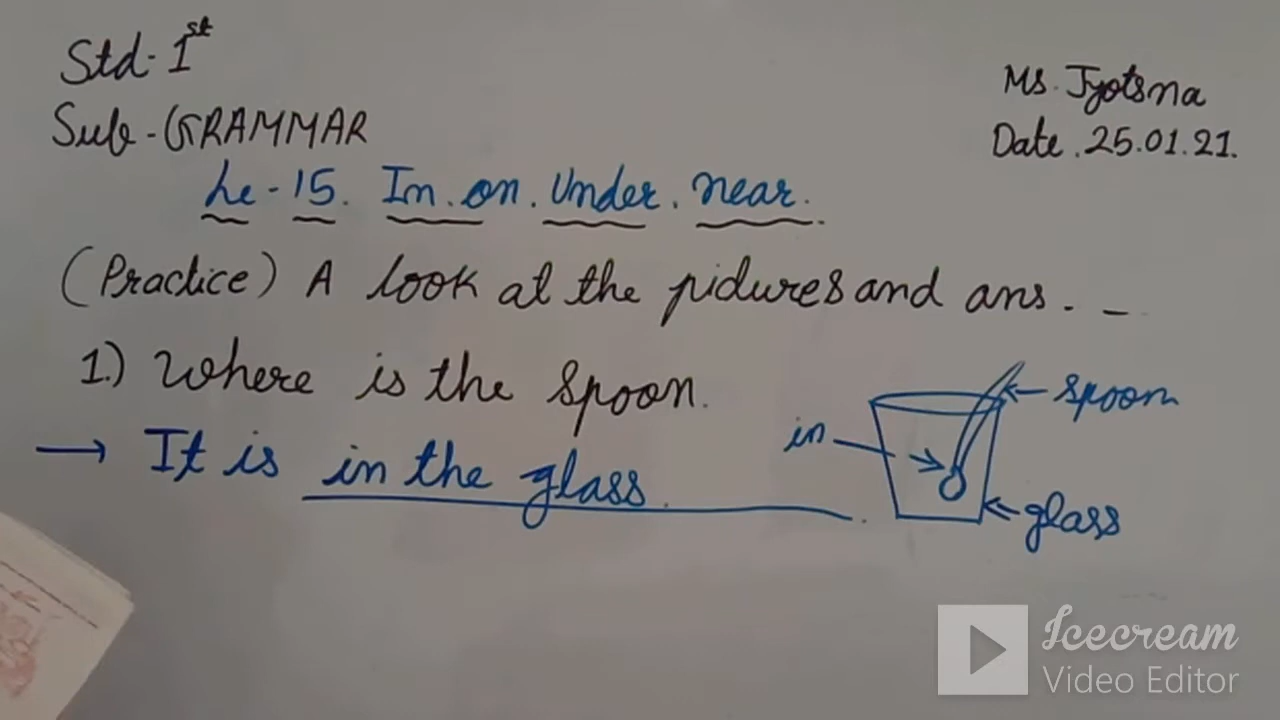 Std- 1st
Sub- GRAMMAR
Ms. Jyotsna
Date. 25.01.21.
Le - 15. In. on. Under. near.
(Practice) A look at the pictures and ans. -
1.) Where is the spoon.
→ It is in the glass.
in
spoon
glass
Icecream
Video Editor